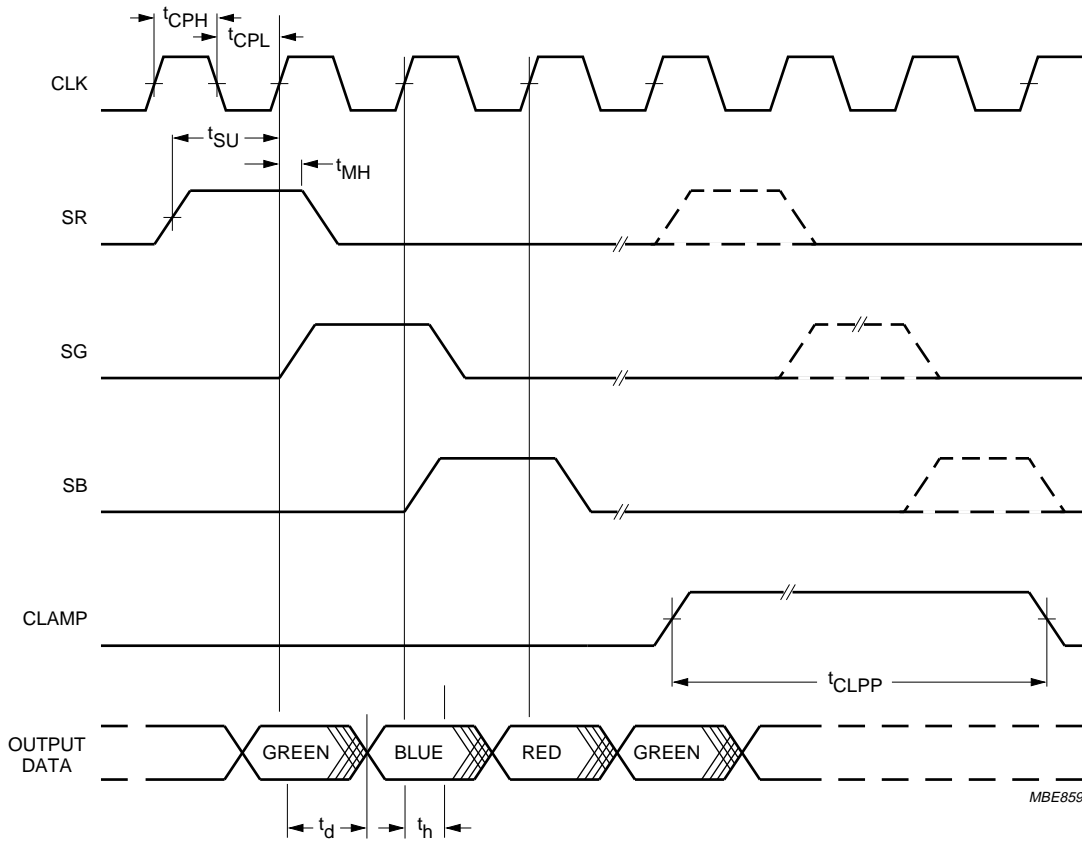 tCPH
tCPL
CLK
tSU
tMH
SR
SG
SB
CLAMP
tCLPP
OUTPUT
DATA
GREEN
BLUE
RED
GREEN
MBE859
td
th